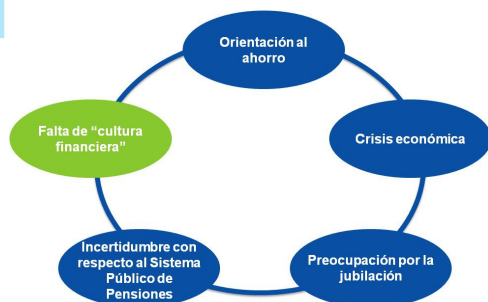 Orientación al
ahorro
Falta de “cultura
financiera”
Crisis económica
Incertidumbre con
respecto al Sistema
Público de
Pensiones
Preocupación por la
jubilación